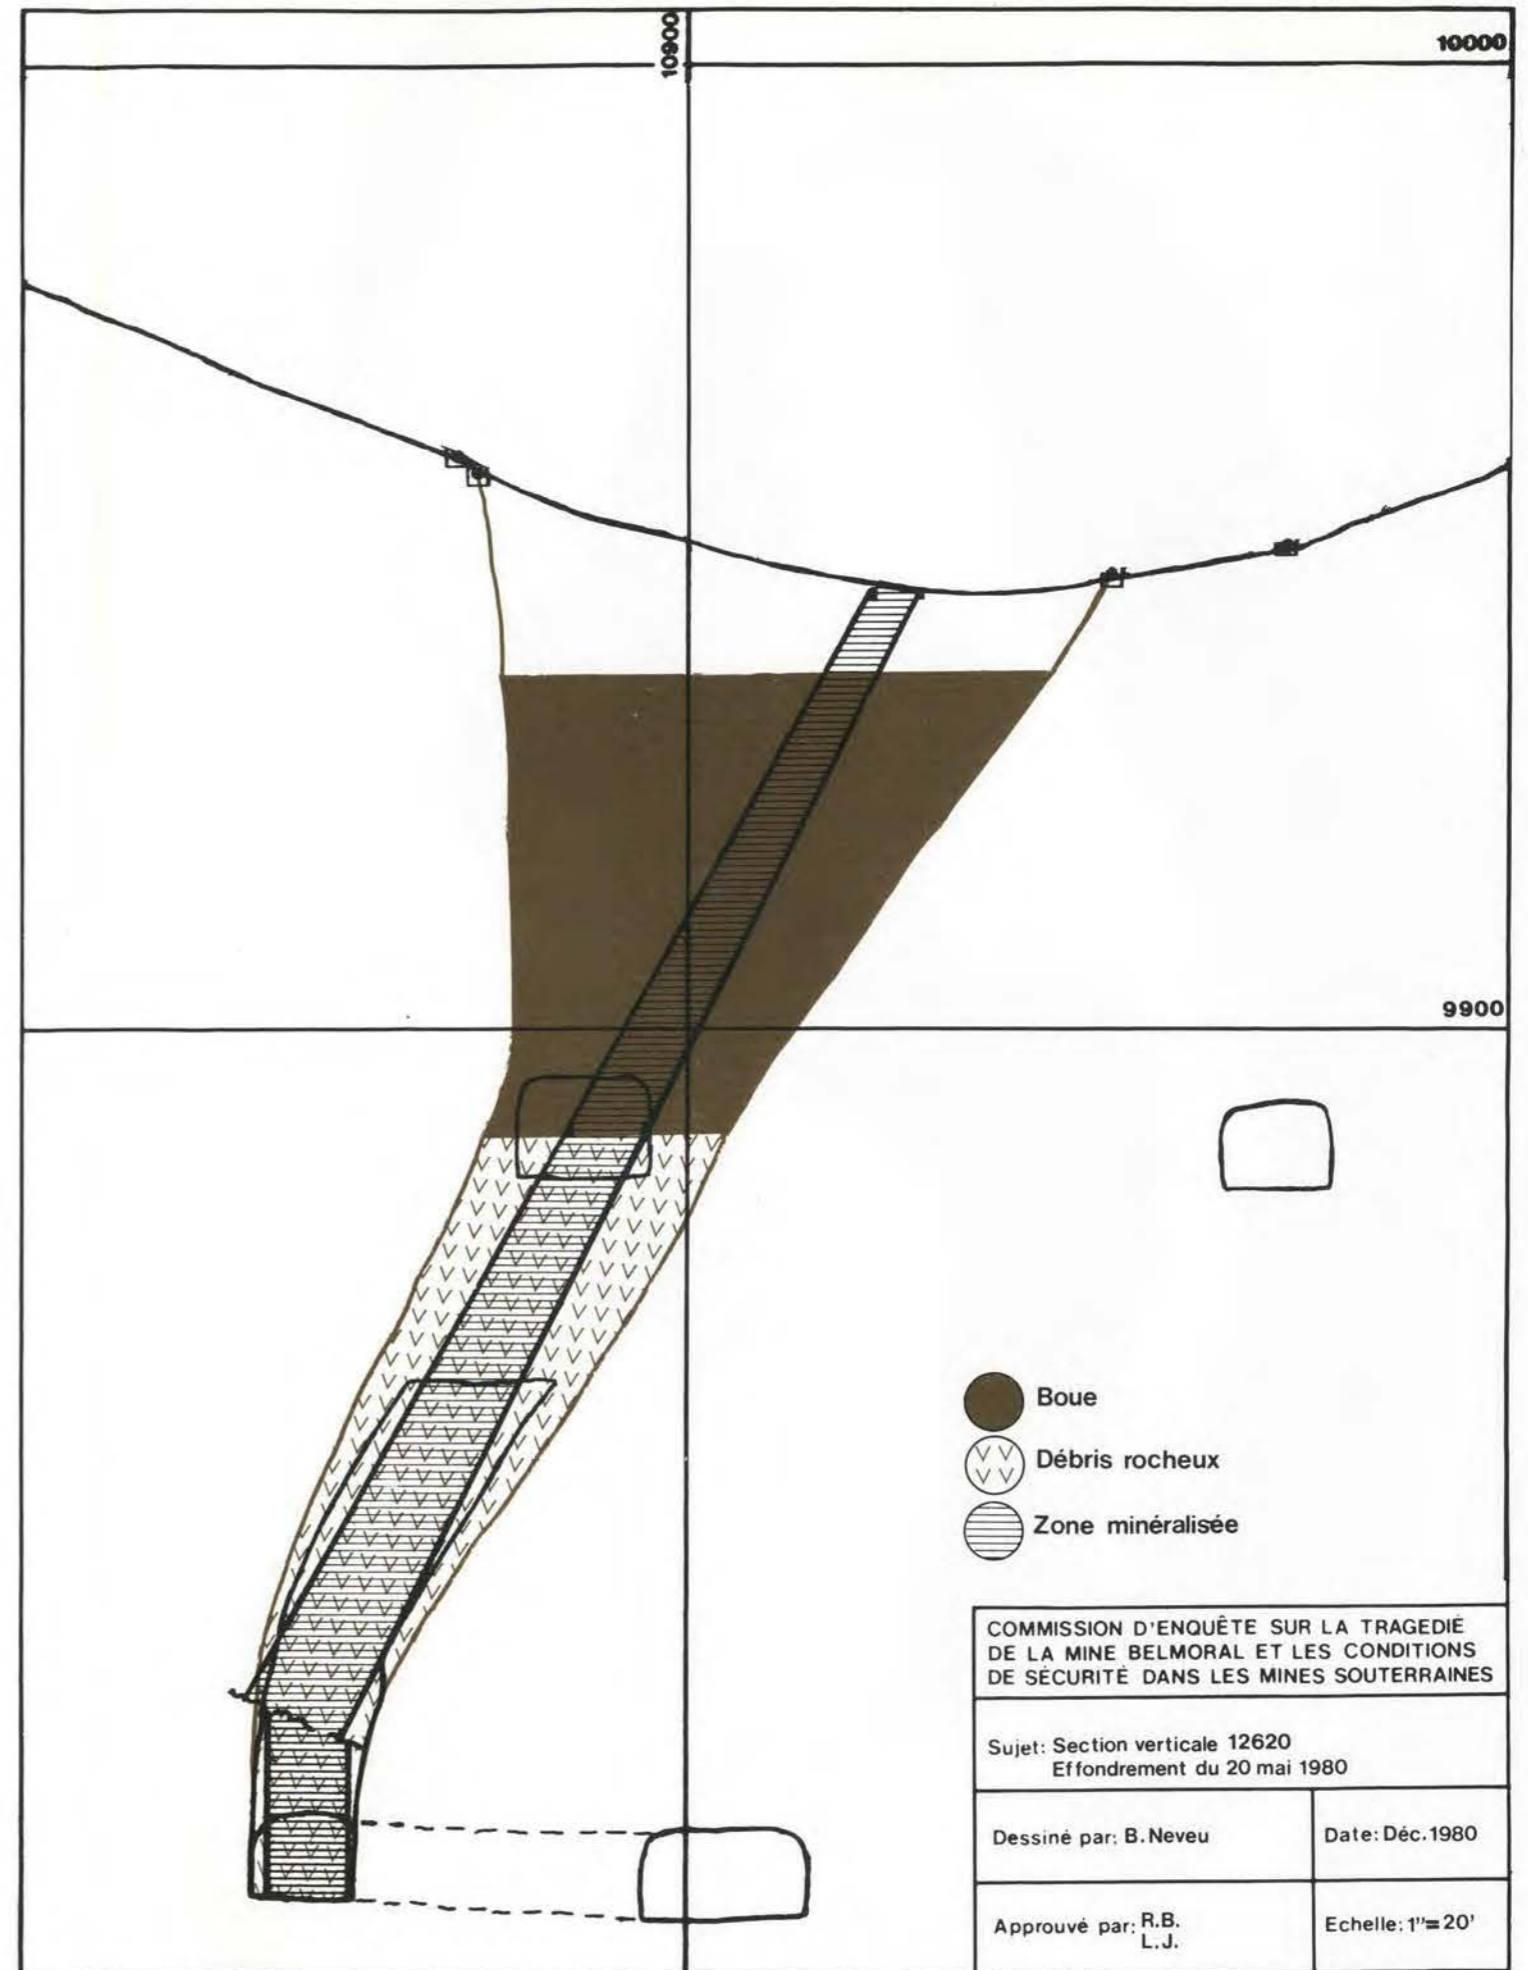 10900
10000
9900
Boue
Débris rocheux
Zone minéralisée
COMMISSION D'ENQUÊTE SUR LA TRAGEDIÉ
DE LA MINE BELMORAL ET LES CONDITIONS
DE SÉCURITÉ DANS LES MINES SOUTERRAINES
Sujet: Section verticale 12620
Effondrement du 20 mai 1980
Dessiné par: B.Neveu
Date: Déc.1980
Approuvé par: R.B.
L.J.
Echelle: 1"= 20'